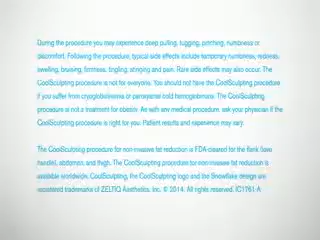 During the procedure you may experience deep pulling, tugging, pinching, numbness or
discomfort. Following the procedure, typical side effects include temporary numbness, redness,
swelling, bruising, firmness, tingling, stinging and pain. Rare side effects may also occur. The
CoolSculpting procedure is not for everyone. You should not have the CoolSculpting procedure
if you suffer from cryoglobulinemia or paroxysmal cold hemoglobinuria. The CoolSculpting
procedure is not a treatment for obesity. As with any medical procedure, ask your physician if the
CoolSculpting procedure is right for you. Patient results and experience may vary.
The CoolSculpting procedure for non-invasive fat reduction is FDA-cleared for the flank (love
handle), abdomen, and thigh. The CoolSculpting procedure for non-invasive fat reduction is
available worldwide. CoolSculpting, the CoolSculpting logo and the Snowflake design are
registered trademarks of ZELTIQ Aesthetics, Inc. © 2014. All rights reserved. IC1761-A